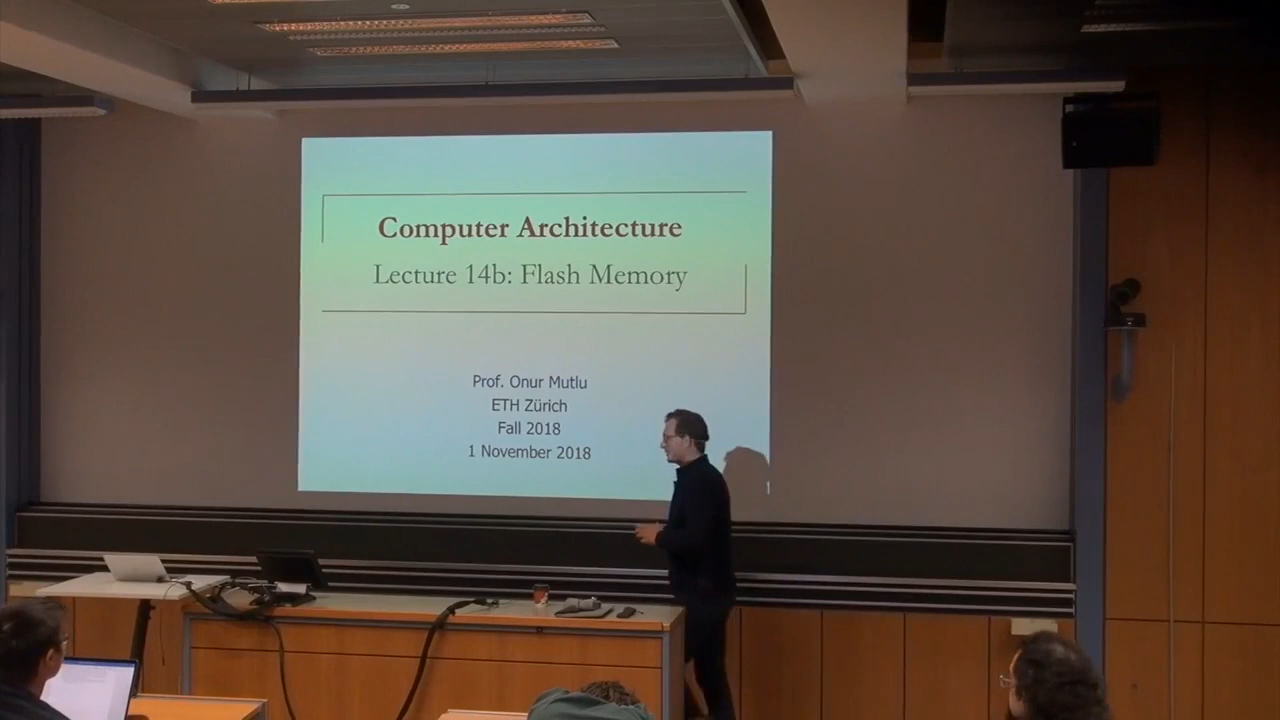 Computer Architecture
Lecture 14b: Flash Memory
Prof. Onur Mutlu
ETH Zürich
Fall 2018
1 November 2018